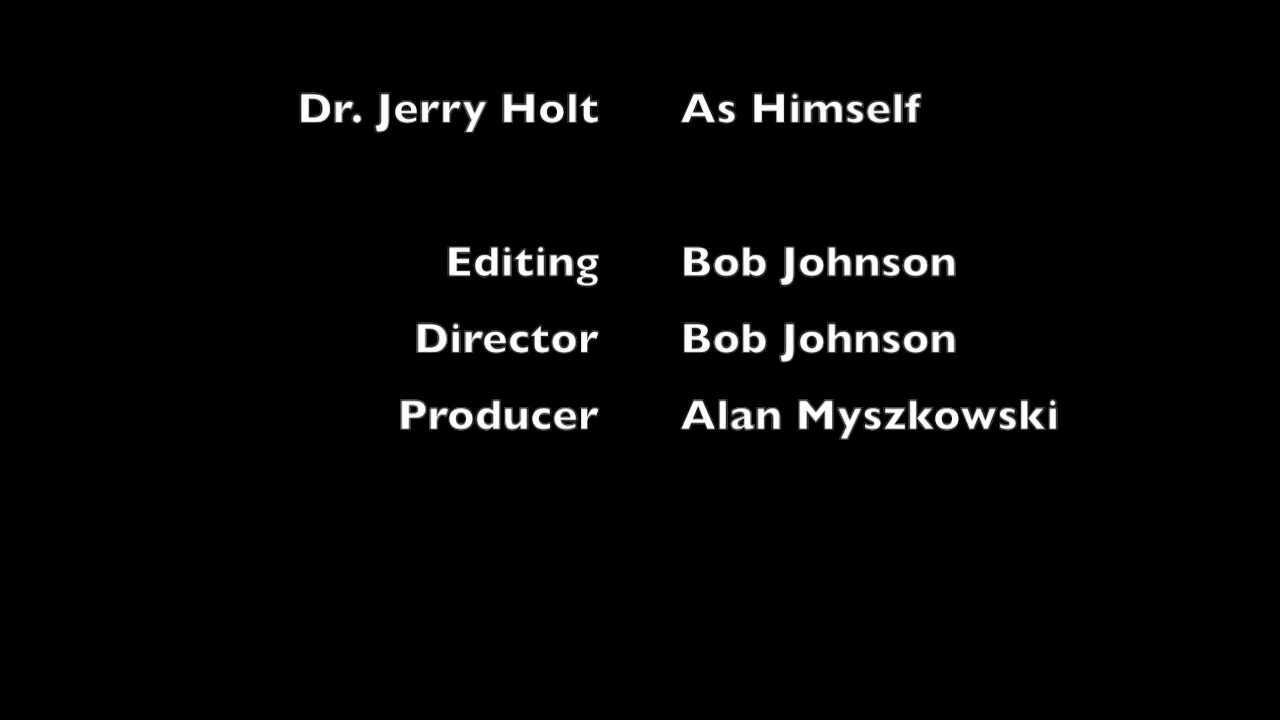 Dr. Jerry Holt As Himself
Editing Bob Johnson
Director Bob Johnson
Producer Alan Myszkowski